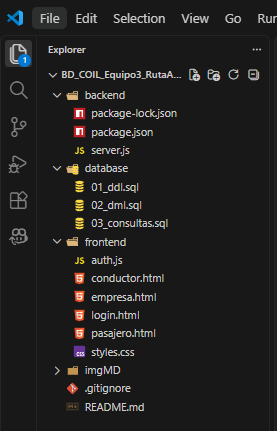 File Edit Selection View Go Ru
Explorer ...
1
BD_COIL_Equipo3_RutaA...
backend
package-lock.json
package.json
JS server.js
database
01_ddl.sql
02_dml.sql
03_consultas.sql
frontend
JS auth.js
conductor.html
empresa.html
login.html
pasajero.html
styles.css
imgMD
.gitignore
README.md